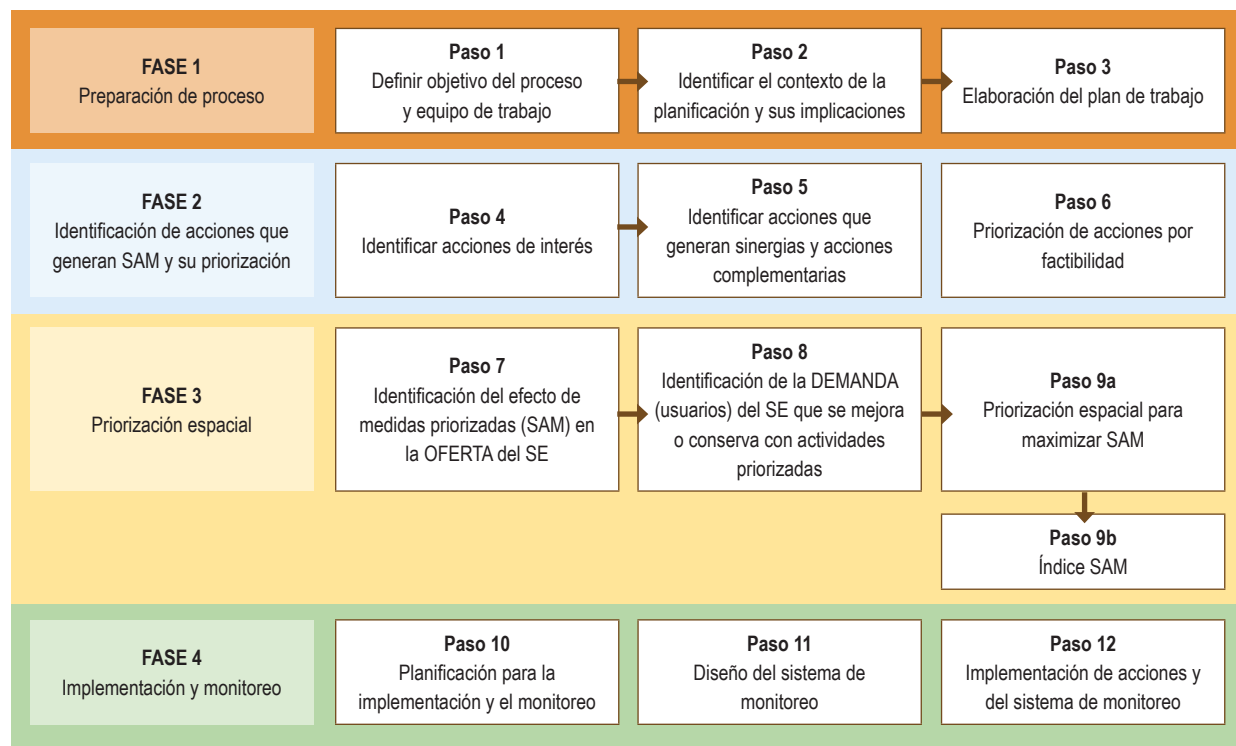 FASE 1
Preparación de proceso
Paso 1
Definir objetivo del proceso
y equipo de trabajo
Paso 2
Identificar el contexto de la
planificación y sus implicaciones
Paso 3
Elaboración del plan de trabajo
FASE 2
Identificación de acciones que
generan SAM y su priorización
Paso 4
Identificar acciones de interés
Paso 5
Identificar acciones que
generan sinergias y acciones
complementarias
Paso 6
Priorización de acciones por
factibilidad
FASE 3
Priorización espacial
Paso 7
Identificación del efecto de
medidas priorizadas (SAM) en
la OFERTA del SE
Paso 8
Identificación de la DEMANDA
(usuarios) del SE que se mejora
o conserva con actividades
priorizadas
Paso 9a
Priorización espacial para
maximizar SAM
Paso 9b
Índice SAM
FASE 4
Implementación y monitoreo
Paso 10
Planificación para la
implementación y el monitoreo
Paso 11
Diseño del sistema de
monitoreo
Paso 12
Implementación de acciones y
del sistema de monitoreo